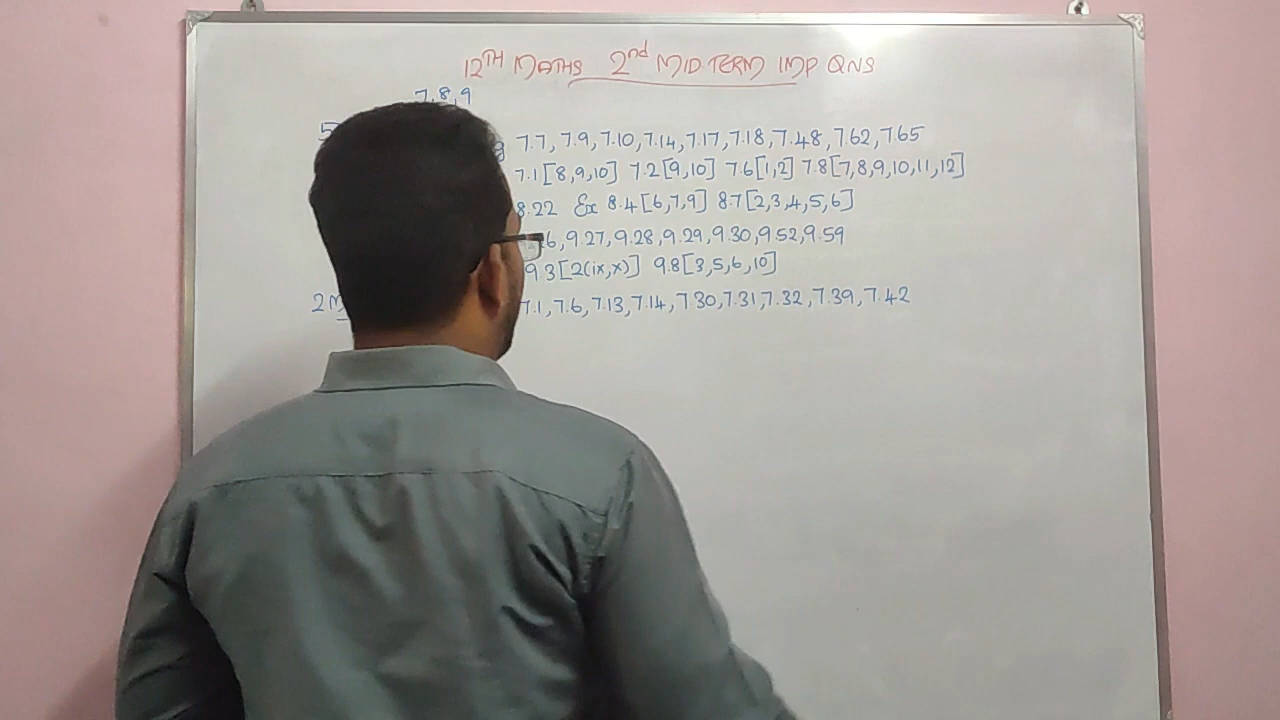 12TH MATHS 2nd MID TERM IMP QNS
7,8,9
5
7.7, 7.9, 7.10, 7.14, 7.17, 7.18, 7.48, 7.62, 7.65
7.1[8,9,10] 7.2[9,10] 7.6[1,2] 7.8[7,8,9,10,11,12]
8.22 Ex 8.4[6,7,9] 8.7[2,3,4,5,6]
6, 9.27, 9.28, 9.29, 9.30, 9.52, 9.59
9.3[2(ix,x)] 9.8[3,5,6,10]
2M 7.1, 7.6, 7.13, 7.14, 7.30, 7.31, 7.32, 7.39, 7.42